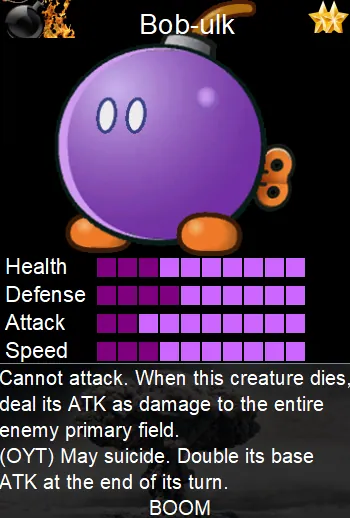 Bob-ulk
Health
Defense
Attack
Speed
Cannot attack. When this creature dies,
deal its ATK as damage to the entire
enemy primary field.
(OYT) May suicide. Double its base
ATK at the end of its turn.
BOOM